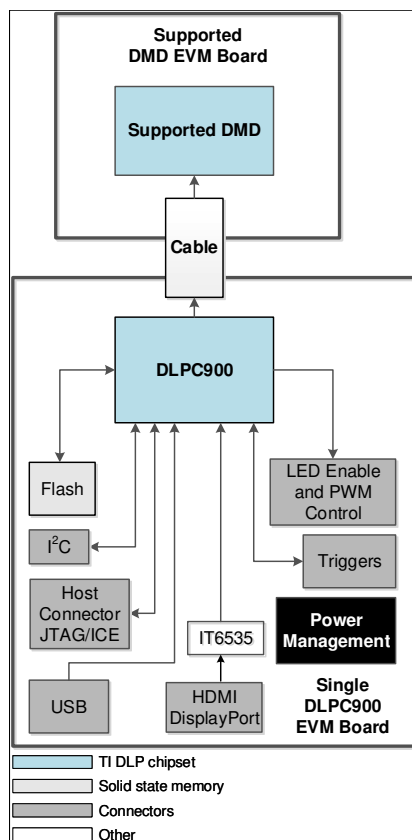 Supported
DMD EVM Board
Supported DMD
Cable
DLPC900
Flash
LED Enable
and PWM
Control
I²C
Triggers
Host
Connector
JTAG/ICE
IT6535
Power
Management
USB
HDMI
DisplayPort
Single
DLPC900
EVM Board
TI DLP chipset
Solid state memory
Connectors
Other